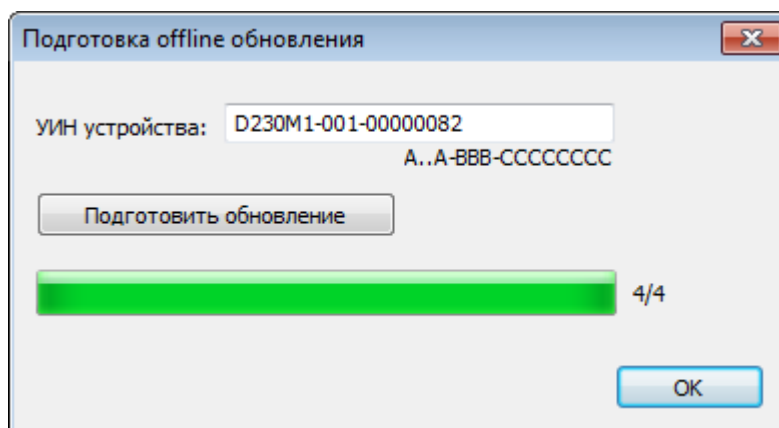 Подготовка offline обновления
УИН устройства: D230M1-001-00000082
A..A-BBB-CCCCCCCC
Подготовить обновление
4/4
OK